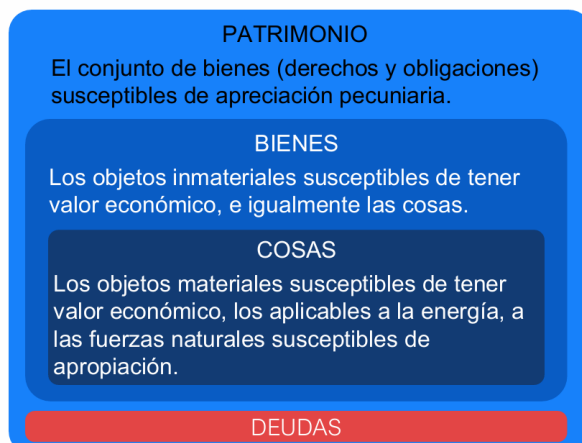 PATRIMONIO
El conjunto de bienes (derechos y obligaciones)
susceptibles de apreciación pecuniaria.
BIENES
Los objetos inmateriales susceptibles de tener
valor económico, e igualmente las cosas.
COSAS
Los objetos materiales susceptibles de tener
valor económico, los aplicables a la energía, a
las fuerzas naturales susceptibles de
apropiación.
DEUDAS